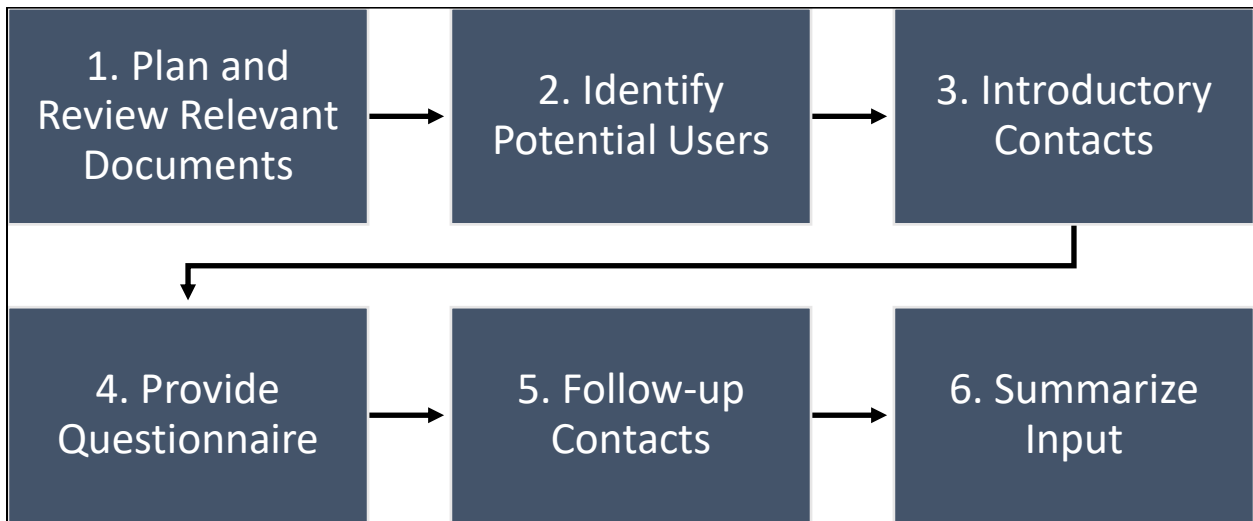 1. Plan and
Review Relevant
Documents
2. Identify
Potential Users
3. Introductory
Contacts
4. Provide
Questionnaire
5. Follow-up
Contacts
6. Summarize
Input